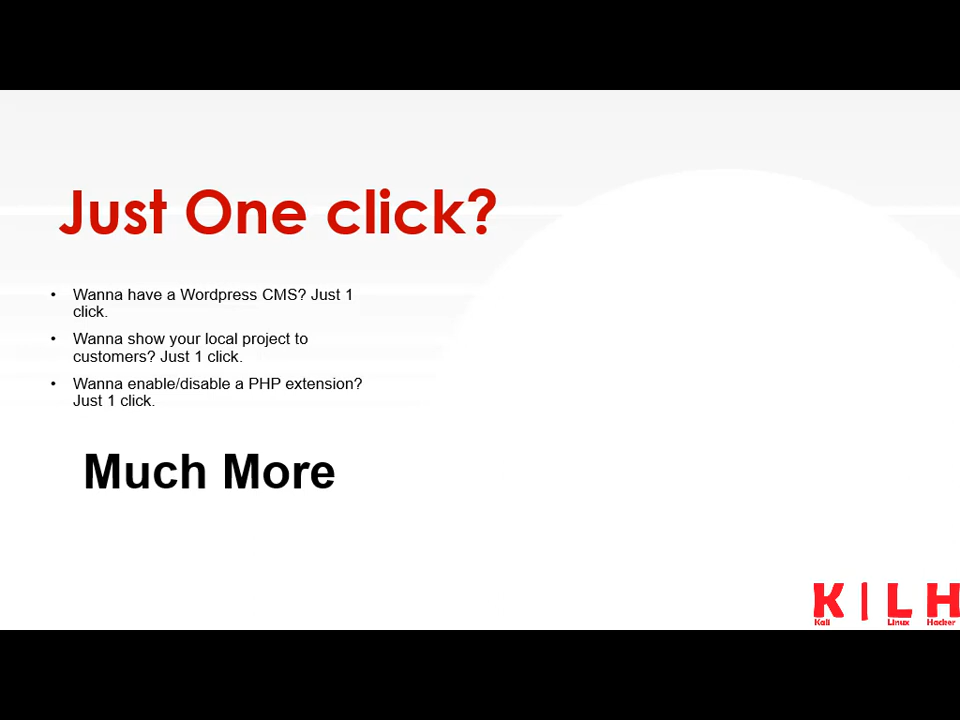 Just One click?
• Wanna have a Wordpress CMS? Just 1
click.
• Wanna show your local project to
customers? Just 1 click.
• Wanna enable/disable a PHP extension?
Just 1 click.
Much More
K | L H
Kali Linux Hacker